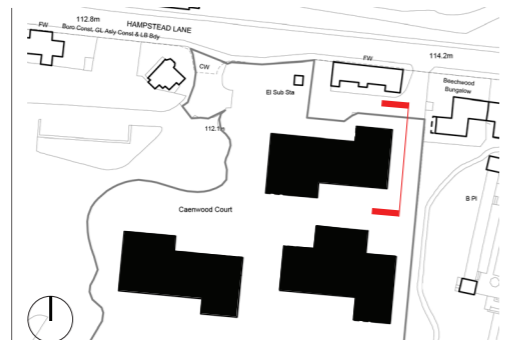 112.8m
HAMPSTEAD LANE
FW
Boro Const, GL Asly Const & LB Bdy
114.2m
FW
CW
El Sub Sta
Beechwood
Bungalow
112.1m
B Pl
Caenwood Court